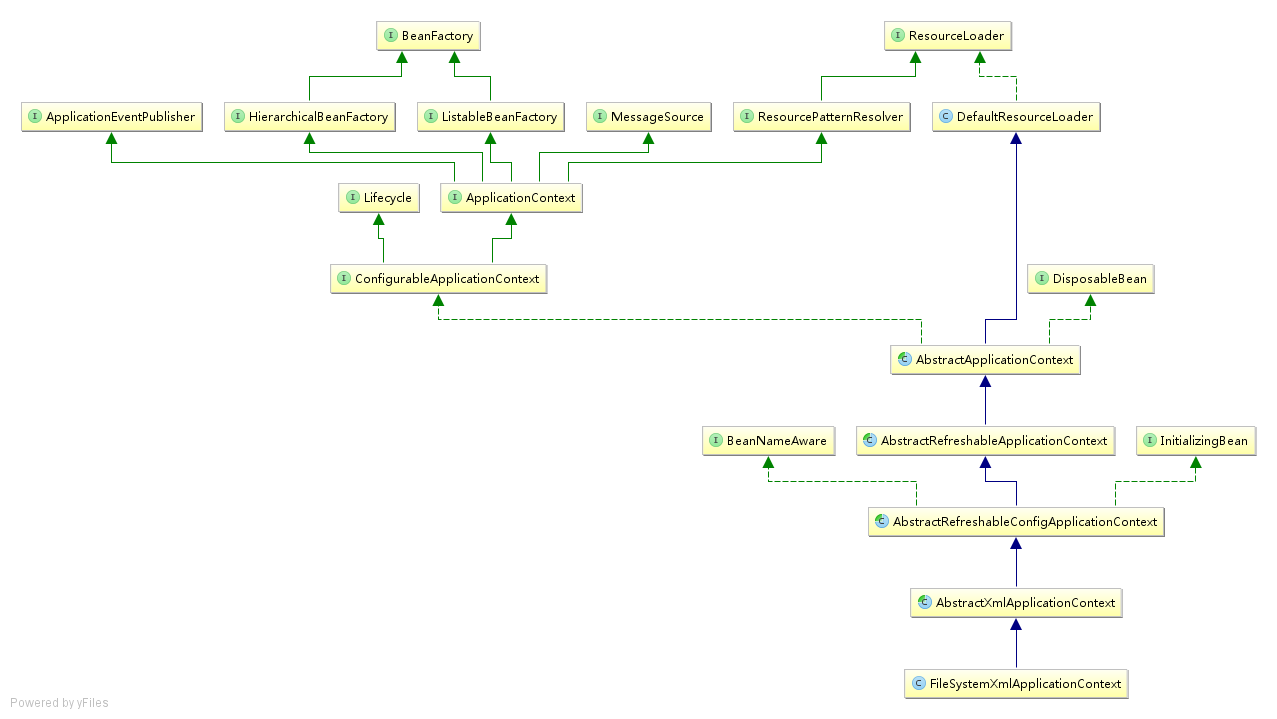 BeanFactory
ResourceLoader
ApplicationEventPublisher
HierarchicalBeanFactory
ListableBeanFactory
MessageSource
ResourcePatternResolver
DefaultResourceLoader
Lifecycle
ApplicationContext
ConfigurableApplicationContext
DisposableBean
AbstractApplicationContext
BeanNameAware
AbstractRefreshableApplicationContext
InitializingBean
AbstractRefreshableConfigApplicationContext
AbstractXmlApplicationContext
FileSystemXmlApplicationContext
Powered by yFiles